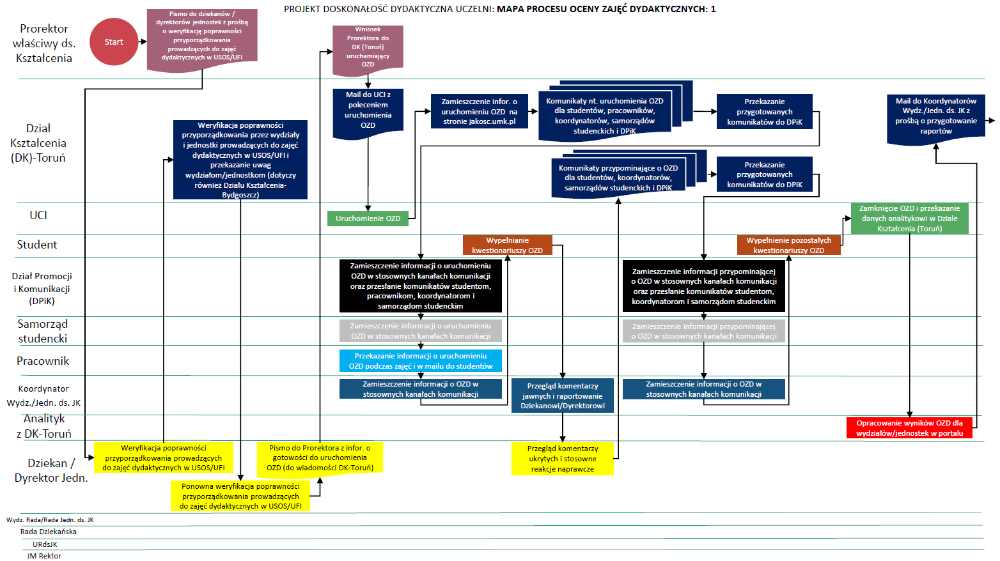 PROJEKT DOSKONAŁOŚĆ DYDAKTYCZNA UCZELNI: MAPA PROCESU OCENY ZAJĘĆ DYDAKTYCZNYCH: 1
Prorektor
właściwy ds.
Kształcenia
Start
Pismo do dziekanów /
dyrektorów jednostek z prośbą
o weryfikację poprawności
przyporządkowania
prowadzących do zajęć
dydaktycznych w USOS/UFI
Wniosek
Prorektora do
DK (Toruń)
uruchamiający
OZD
Dział
Kształcenia
(DK)-Toruń
Weryfikacja poprawności
przyporządkowania przez wydziały
i jednostki prowadzących do zajęć
dydaktycznych w USOS/UFI i
przekazanie uwag
wydziałom/jednostkom (dotyczy
również Działu Kształcenia-
Bydgoszcz)
Mail do UCI z
poleceniem
uruchomienia
OZD
Zamieszczenie infor. o
uruchomieniu OZD na
stronie jakosc.umk.pl
Komunikaty nt. uruchomienia OZD
dla studentów, pracowników,
koordynatorów, samorządów
studenckich i DPiK
Przekazanie
przygotowanych
komunikatów do DPiK
Komunikaty przypominające o OZD
dla studentów, koordynatorów,
samorządów studenckich i DPiK
Przekazanie
przygotowanych
komunikatów do DPiK
Mail do Koordynatorów
Wydz./Jedn. ds. JK z
prośbą o przygotowanie
raportów
UCI
Uruchomienie OZD
Zamknięcie OZD i przekazanie
danych analitykowi w Dziale
Kształcenia (Toruń)
Student
Wypełnianie
kwestionariuszy OZD
Wypełnienie pozostałych
kwestionariuszy OZD
Dział Promocji
i Komunikacji
(DPiK)
Zamieszczenie informacji o uruchomieniu
OZD w stosownych kanałach komunikacji
oraz przesłanie komunikatów studentom,
pracownikom, koordynatorom i
samorządom studenckim
Zamieszczenie informacji przypominającej
o OZD w stosownych kanałach komunikacji
oraz przesłanie komunikatów studentom,
koordynatorom i samorządom studenckim
Samorząd
studencki
Zamieszczenie informacji o uruchomieniu
OZD w stosownych kanałach komunikacji
Zamieszczenie informacji przypominającej
o OZD w stosownych kanałach komunikacji
Pracownik
Przekazanie informacji o uruchomieniu
OZD podczas zajęć i w mailu do studentów
Koordynator
Wydz./Jedn. ds. JK
Zamieszczenie informacji o OZD w
stosownych kanałach komunikacji
Przegląd komentarzy
jawnych i raportowanie
Dziekanowi/Dyrektorowi
Zamieszczenie informacji o OZD w
stosownych kanałach komunikacji
Analityk
z DK-Toruń
Opracowanie wyników OZD dla
wydziałów/jednostek w portalu
Dziekan /
Dyrektor Jedn.
Weryfikacja poprawności
przyporządkowania prowadzących
do zajęć dydaktycznych w USOS/UFI
Ponowna weryfikacja poprawności
przyporządkowania prowadzących
do zajęć dydaktycznych w USOS/UFI
Pismo do Prorektora z infor. o
gotowości do uruchomienia
OZD (do wiadomości DK-Toruń)
Przegląd komentarzy
ukrytych i stosowne
reakcje naprawcze
Wydz. Rada/Rada Jedn. ds. JK
Rada Dziekańska
URdsJK
JM Rektor